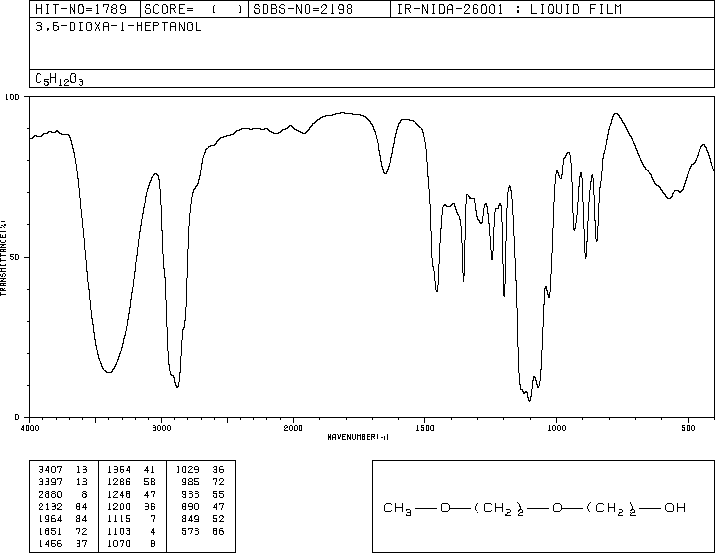 HIT-NO=1789 SCORE= ( ) SDBS-NO=2198 IR-NIDA-26001 : LIQUID FILM
3,6-DIOXA-1-HEPTANOL
C5H12O3
100
TRANSMITTANCE(%)
50
0
4000 3000 2000 1500 1000 500
WAVENUMBER(-1)
3407 13 1364 41 1029 36
3397 13 1286 58 985 72
2880 8 1248 47 933 55
2132 84 1200 36 890 47
1964 84 1115 7 849 52
1651 72 1103 4 573 66
1456 37 1070 8
CH3—O—(CH2)2—O—(CH2)2—OH